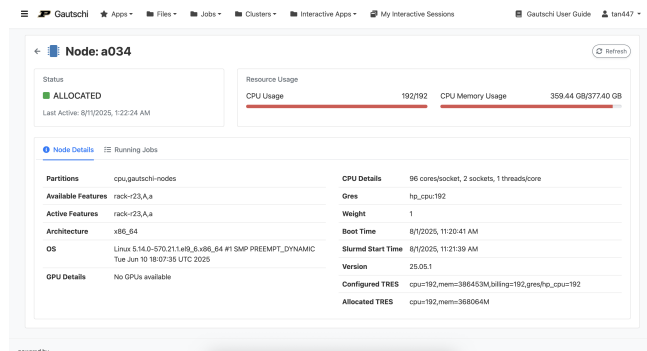 Gautschi Apps Files Jobs Clusters Interactive Apps My Interactive Sessions Gautschi User Guide tan447
Node: a034
Refresh
Status
ALLOCATED
Last Active: 8/11/2025, 1:22:24 AM
Resource Usage
CPU Usage 192/192
CPU Memory Usage 359.44 GB/377.40 GB
Node Details Running Jobs
Partitions cpu,gautschi-nodes
Available Features rack-r23,A,a
Active Features rack-r23,A,a
Architecture x86_64
OS Linux 5.14.0-570.21.1.el9_6.x86_64 #1 SMP PREEMPT_DYNAMIC
Tue Jun 10 18:07:35 UTC 2025
GPU Details No GPUs available
CPU Details 96 cores/socket, 2 sockets, 1 threads/core
Gres hp_cpu:192
Weight 1
Boot Time 8/1/2025, 11:20:41 AM
Slurmd Start Time 8/1/2025, 11:21:39 AM
Version 25.05.1
Configured TRES cpu=192,mem=386453M,billing=192,gres/hp_cpu=192
Allocated TRES cpu=192,mem=368064M